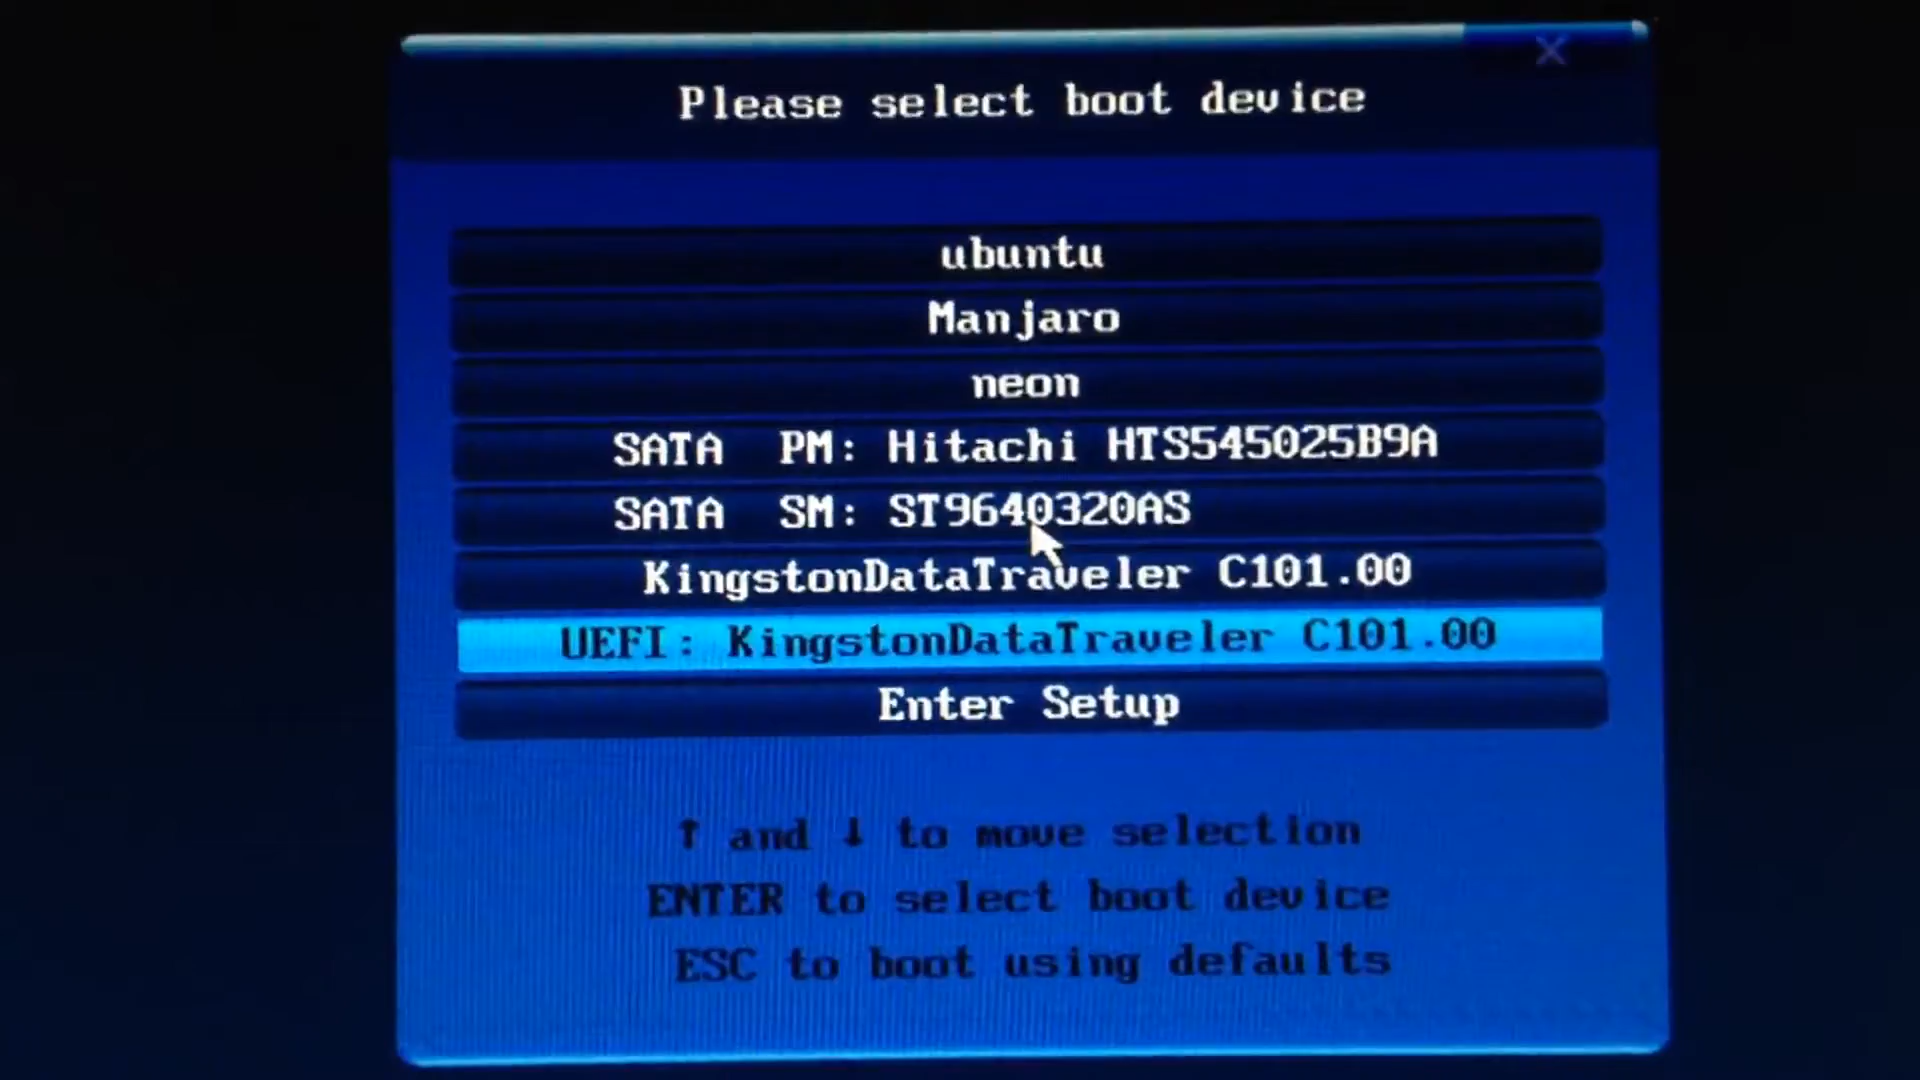 Please select boot device
ubuntu
Manjaro
neon
SATA PM: Hitachi HTS545025B9A
SATA SM: ST9640320AS
KingstonDataTraveler C101.00
UEFI: KingstonDataTraveler C101.00
Enter Setup
↑ and ↓ to move selection
ENTER to select boot device
ESC to boot using defaults